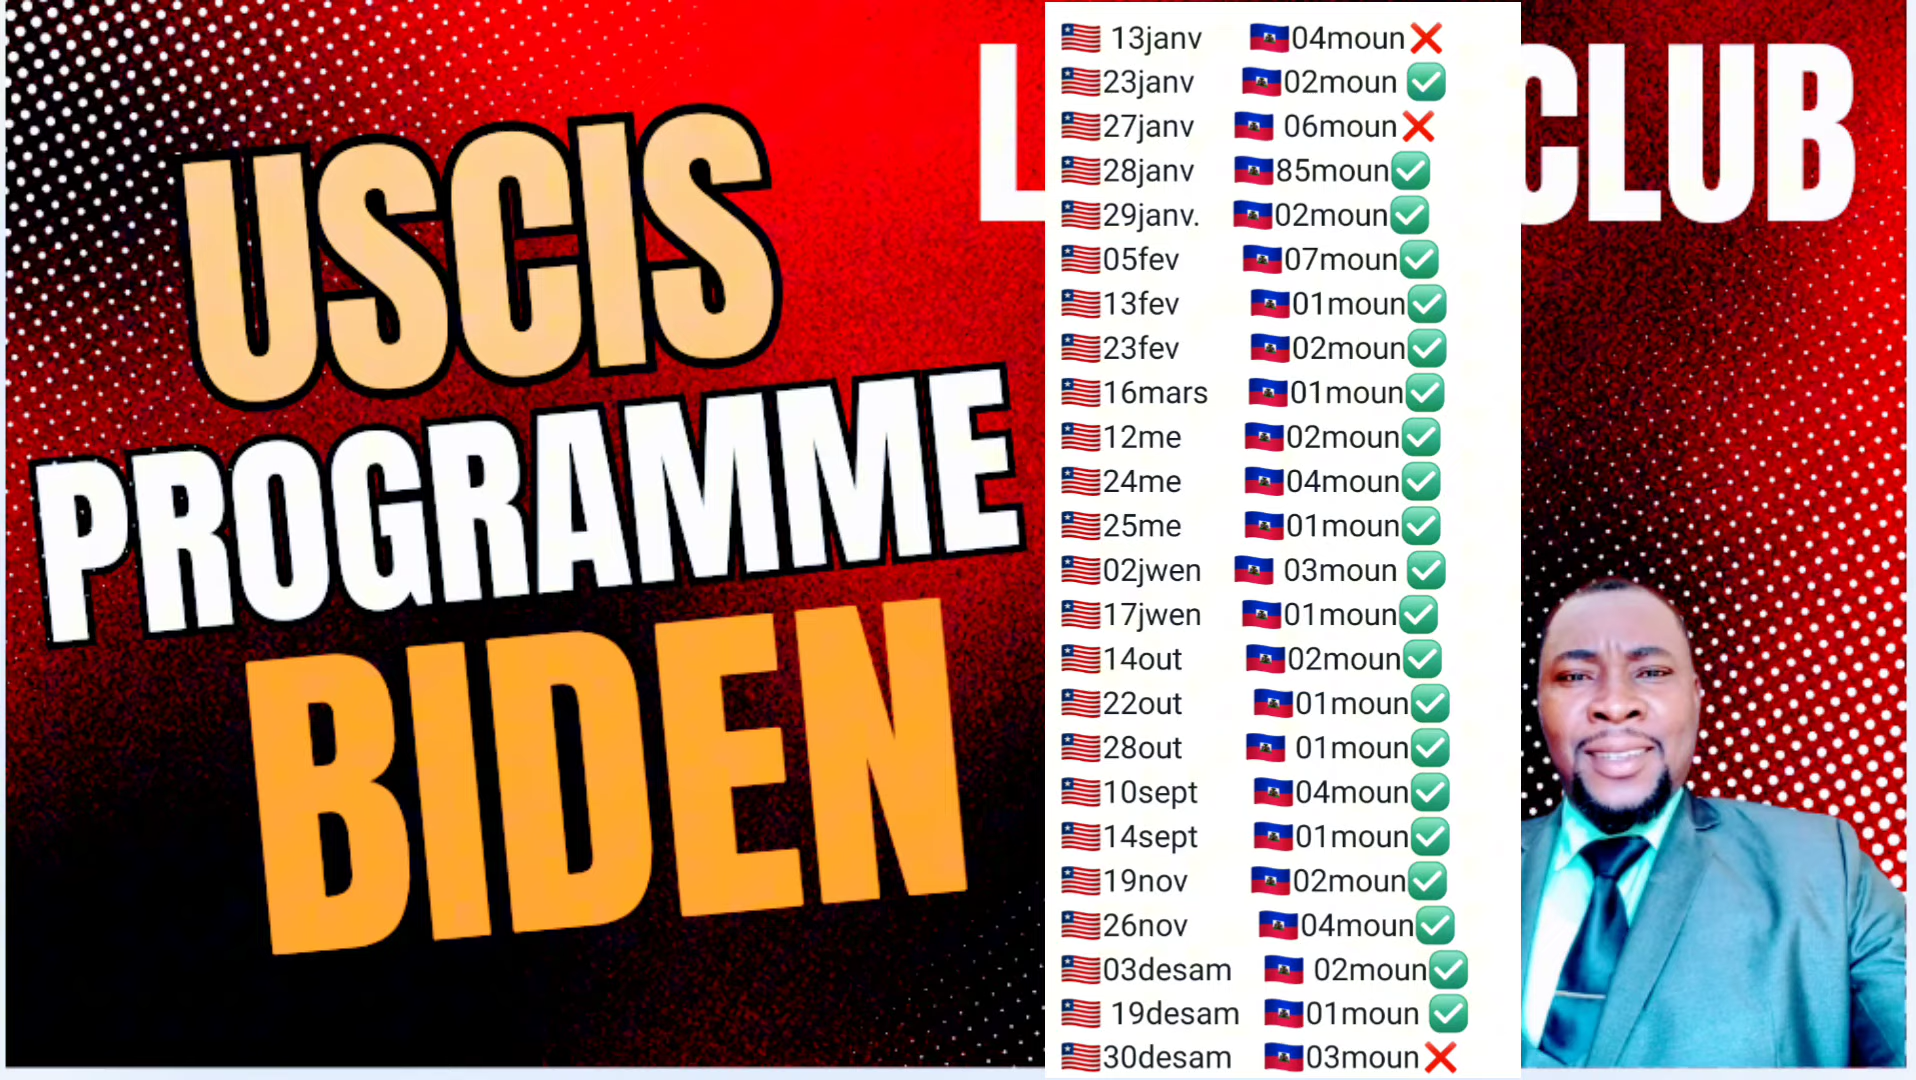 USCIS
PROGRAMME
BIDEN
L CLUB
🇱🇷 13janv 🇭🇹04moun❌
🇱🇷23janv 🇭🇹02moun ✅
🇱🇷27janv 🇭🇹 06moun❌
🇱🇷28janv 🇭🇹85moun✅
🇱🇷29janv. 🇭🇹02moun✅
🇱🇷05fev 🇭🇹07moun✅
🇱🇷13fev 🇭🇹01moun✅
🇱🇷23fev 🇭🇹02moun✅
🇱🇷16mars 🇭🇹01moun✅
🇱🇷12me 🇭🇹02moun✅
🇱🇷24me 🇭🇹04moun✅
🇱🇷25me 🇭🇹01moun✅
🇱🇷02jwen 🇭🇹 03moun ✅
🇱🇷17jwen 🇭🇹01moun✅
🇱🇷14out 🇭🇹02moun✅
🇱🇷22out 🇭🇹01moun✅
🇱🇷28out 🇭🇹 01moun✅
🇱🇷10sept 🇭🇹04moun✅
🇱🇷14sept 🇭🇹01moun✅
🇱🇷19nov 🇭🇹02moun✅
🇱🇷26nov 🇭🇹04moun✅
🇱🇷03desam 🇭🇹 02moun✅
🇱🇷 19desam 🇭🇹01moun ✅
🇱🇷30desam 🇭🇹03moun❌